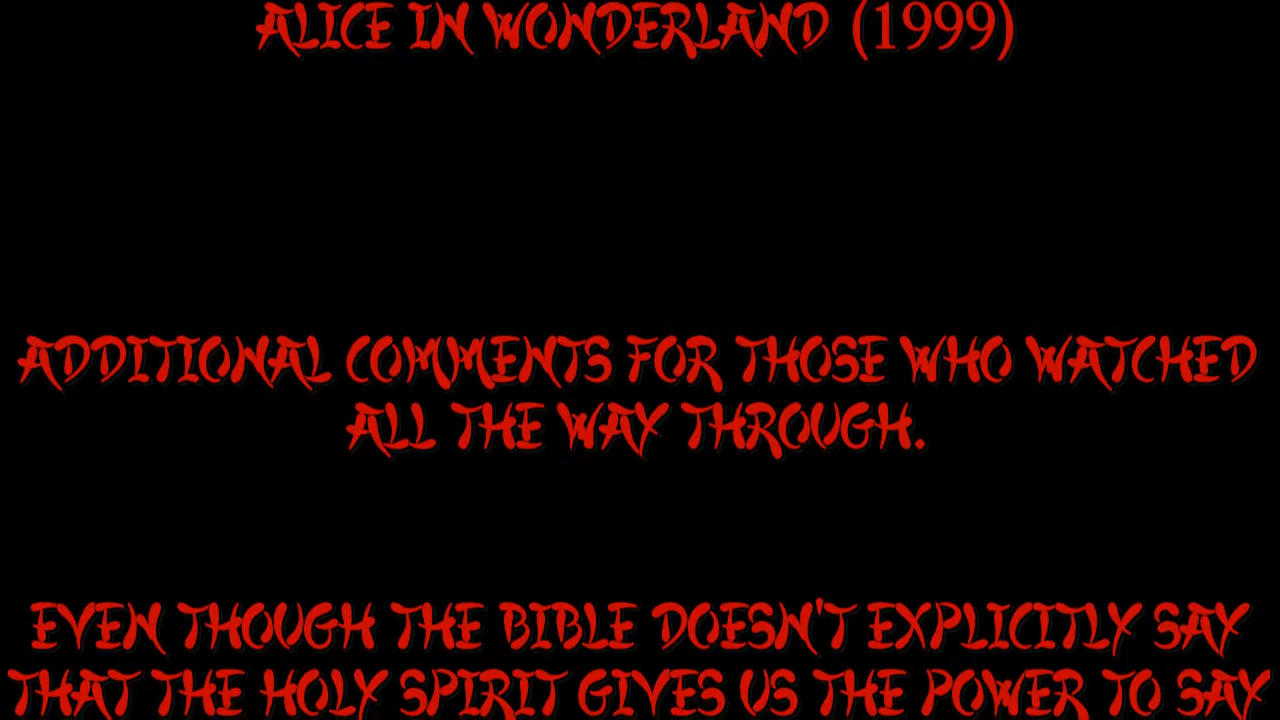 ALICE IN WONDERLAND (1999)
ADDITIONAL COMMENTS FOR THOSE WHO WATCHED
ALL THE WAY THROUGH.
EVEN THOUGH THE BIBLE DOESN'T EXPLICITLY SAY
THAT THE HOLY SPIRIT GIVES US THE POWER TO SAY